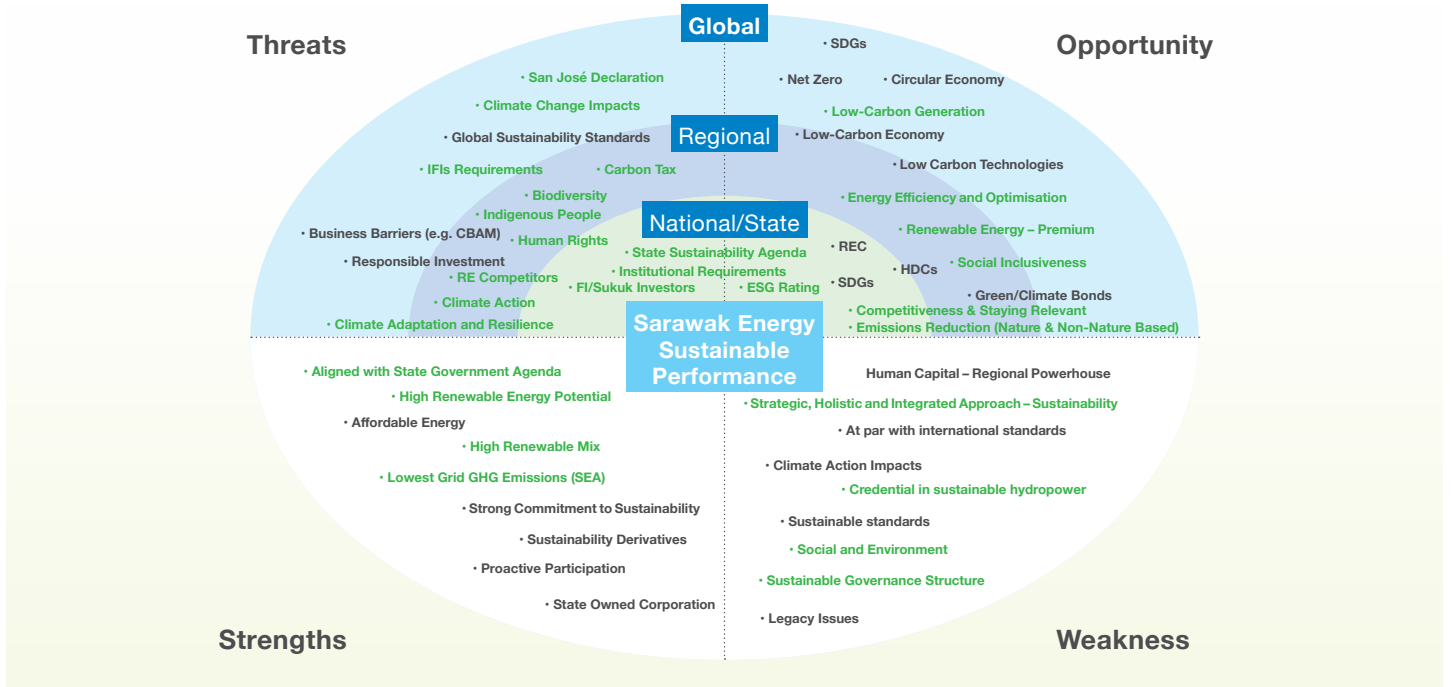 Global
Threats
Opportunity
• San José Declaration
• Climate Change Impacts
• Global Sustainability Standards
• IFIs Requirements
• Carbon Tax
• Biodiversity
• Indigenous People
• Business Barriers (e.g. CBAM)
• Human Rights
• Responsible Investment
• RE Competitors
• Climate Action
• Climate Adaptation and Resilience
Regional
National/State
• State Sustainability Agenda
• Institutional Requirements
• FI/Sukuk Investors
• ESG Rating
• SDGs
• Net Zero
• Circular Economy
• Low-Carbon Generation
• Low-Carbon Economy
• Low Carbon Technologies
• Energy Efficiency and Optimisation
• Renewable Energy – Premium
• REC
• Social Inclusiveness
• HDCs
• SDGs
• Green/Climate Bonds
• Competitiveness & Staying Relevant
• Emissions Reduction (Nature & Non-Nature Based)
Sarawak Energy
Sustainable
Performance
• Aligned with State Government Agenda
• High Renewable Energy Potential
• Affordable Energy
• High Renewable Mix
• Lowest Grid GHG Emissions (SEA)
• Strong Commitment to Sustainability
• Sustainability Derivatives
• Proactive Participation
• State Owned Corporation
Strengths
Human Capital – Regional Powerhouse
• Strategic, Holistic and Integrated Approach – Sustainability
• At par with international standards
• Climate Action Impacts
• Credential in sustainable hydropower
• Sustainable standards
• Social and Environment
• Sustainable Governance Structure
• Legacy Issues
Weakness